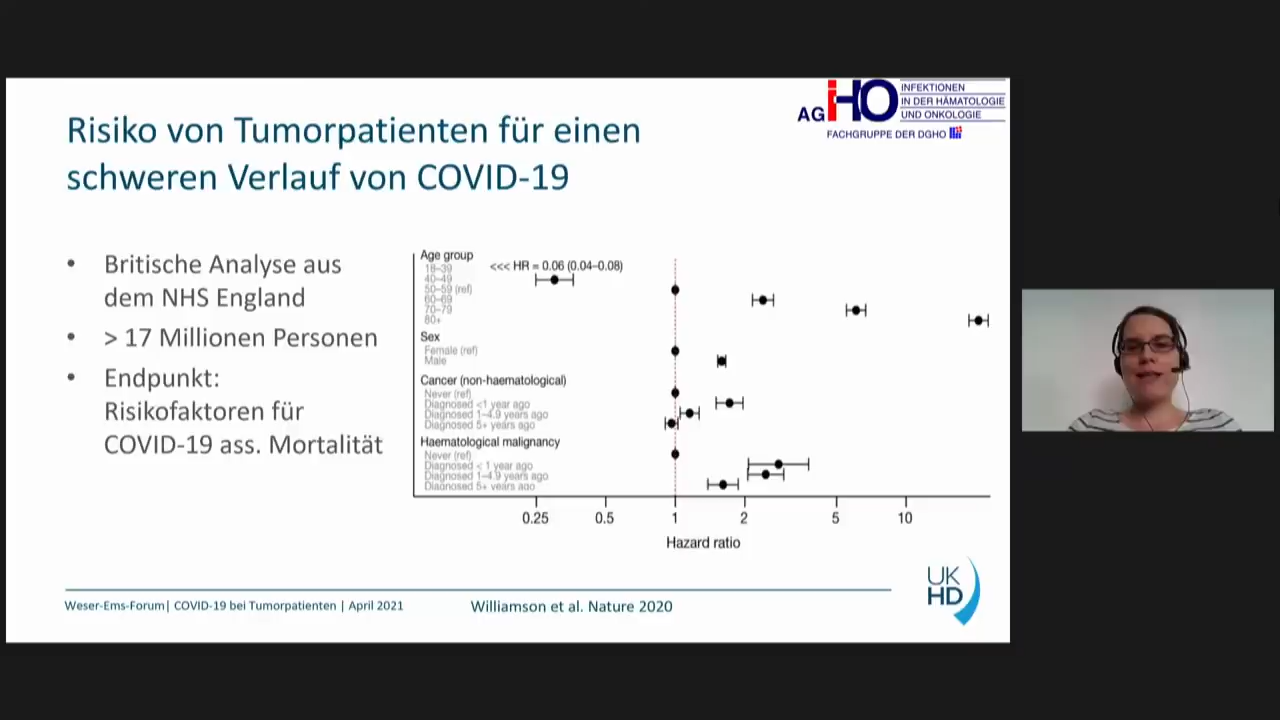 AGiHO
INFEKTIONEN
IN DER HÄMATOLOGIE
UND ONKOLOGIE
FACHGRUPPE DER DGHO
Risiko von Tumorpatienten für einen
schweren Verlauf von COVID-19
• Britische Analyse aus
dem NHS England
• > 17 Millionen Personen
• Endpunkt:
Risikofaktoren für
COVID-19 ass. Mortalität
Age group
18–39
<<< HR = 0.06 (0.04–0.08)
40–49
50–59 (ref)
60–69
70–79
80+
Sex
Female (ref)
Male
Cancer (non-haematological)
Never (ref)
Diagnosed <1 year ago
Diagnosed 1–4.9 years ago
Diagnosed 5+ years ago
Haematological malignancy
Never (ref)
Diagnosed < 1 year ago
Diagnosed 1–4.9 years ago
Diagnosed 5+ years ago
0.25 0.5 1 2 5 10
Hazard ratio
Weser-Ems-Forum| COVID-19 bei Tumorpatienten | April 2021
Williamson et al. Nature 2020
UK
HD